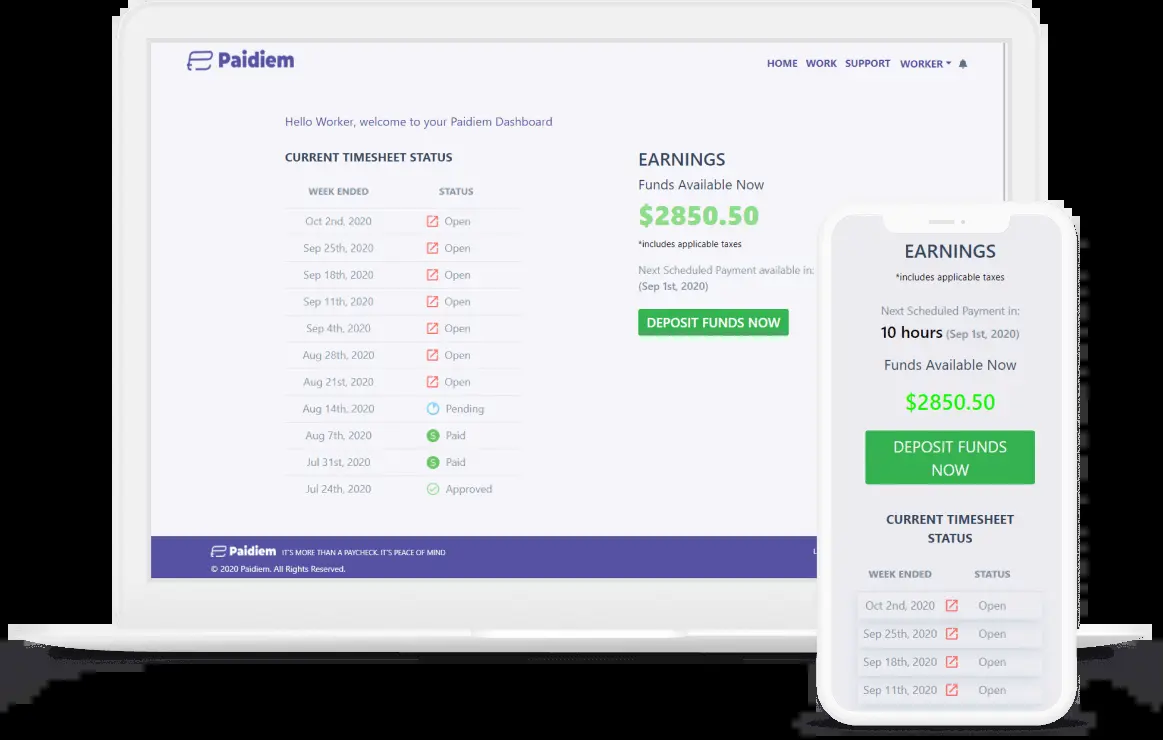 Paidiem
HOME WORK SUPPORT WORKER
Hello Worker, welcome to your Paidiem Dashboard
CURRENT TIMESHEET STATUS
WEEK ENDED STATUS
Oct 2nd, 2020 Open
Sep 25th, 2020 Open
Sep 18th, 2020 Open
Sep 11th, 2020 Open
Sep 4th, 2020 Open
Aug 28th, 2020 Open
Aug 21st, 2020 Open
Aug 14th, 2020 Pending
Aug 7th, 2020 Paid
Jul 31st, 2020 Paid
Jul 24th, 2020 Approved
EARNINGS
Funds Available Now
$2850.50
*includes applicable taxes
Next Scheduled Payment available in:
(Sep 1st, 2020)
DEPOSIT FUNDS NOW
Paidiem IT'S MORE THAN A PAYCHECK. IT'S PEACE OF MIND
© 2020 Paidiem. All Rights Reserved.
EARNINGS
*includes applicable taxes
Next Scheduled Payment in:
10 hours (Sep 1st, 2020)
Funds Available Now
$2850.50
DEPOSIT FUNDS
NOW
CURRENT TIMESHEET
STATUS
WEEK ENDED STATUS
Oct 2nd, 2020 Open
Sep 25th, 2020 Open
Sep 18th, 2020 Open
Sep 11th, 2020 Open